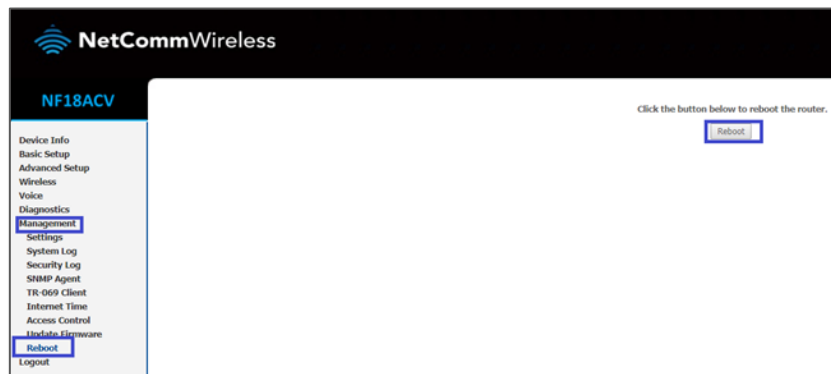 NetCommWireless
NF18ACV
Click the button below to reboot the router.
Reboot
Device Info
Basic Setup
Advanced Setup
Wireless
Voice
Diagnostics
Management
Settings
System Log
Security Log
SNMP Agent
TR-069 Client
Internet Time
Access Control
Update Firmware
Reboot
Logout